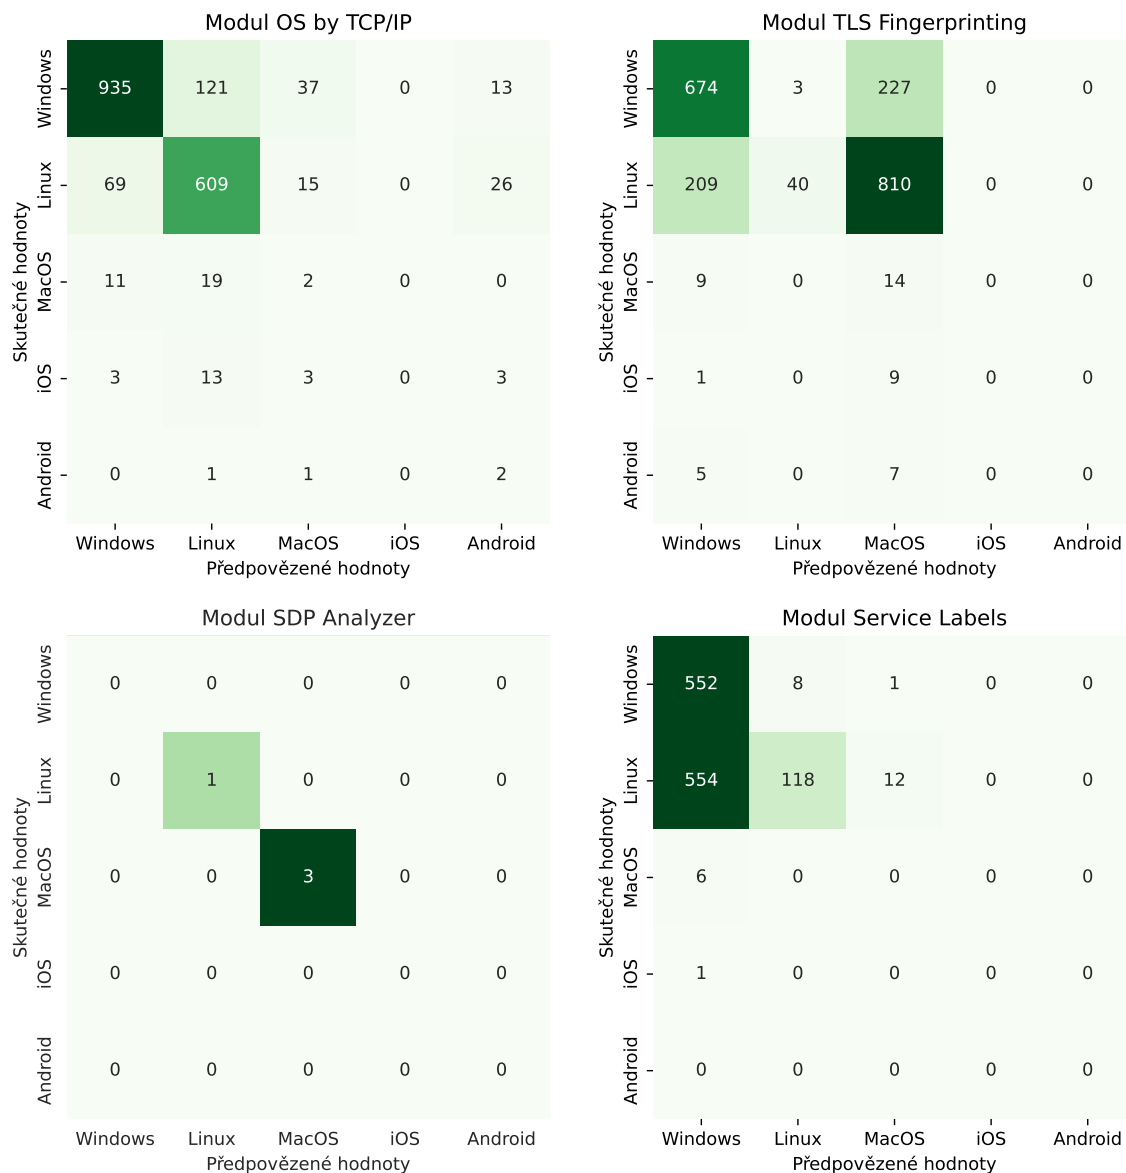 Modul OS by TCP/IP
Skutečné hodnoty
Windows 935 121 37 0 13
Linux 69 609 15 0 26
MacOS 11 19 2 0 0
iOS 3 13 3 0 3
Android 0 1 1 0 2
Windows Linux MacOS iOS Android
Předpovězené hodnoty
Modul TLS Fingerprinting
Skutečné hodnoty
Windows 674 3 227 0 0
Linux 209 40 810 0 0
MacOS 9 0 14 0 0
iOS 1 0 9 0 0
Android 5 0 7 0 0
Windows Linux MacOS iOS Android
Předpovězené hodnoty
Modul SDP Analyzer
Skutečné hodnoty
Windows 0 0 0 0 0
Linux 0 1 0 0 0
MacOS 0 0 3 0 0
iOS 0 0 0 0 0
Android 0 0 0 0 0
Windows Linux MacOS iOS Android
Předpovězené hodnoty
Modul Service Labels
Skutečné hodnoty
Windows 552 8 1 0 0
Linux 554 118 12 0 0
MacOS 6 0 0 0 0
iOS 1 0 0 0 0
Android 0 0 0 0 0
Windows Linux MacOS iOS Android
Předpovězené hodnoty